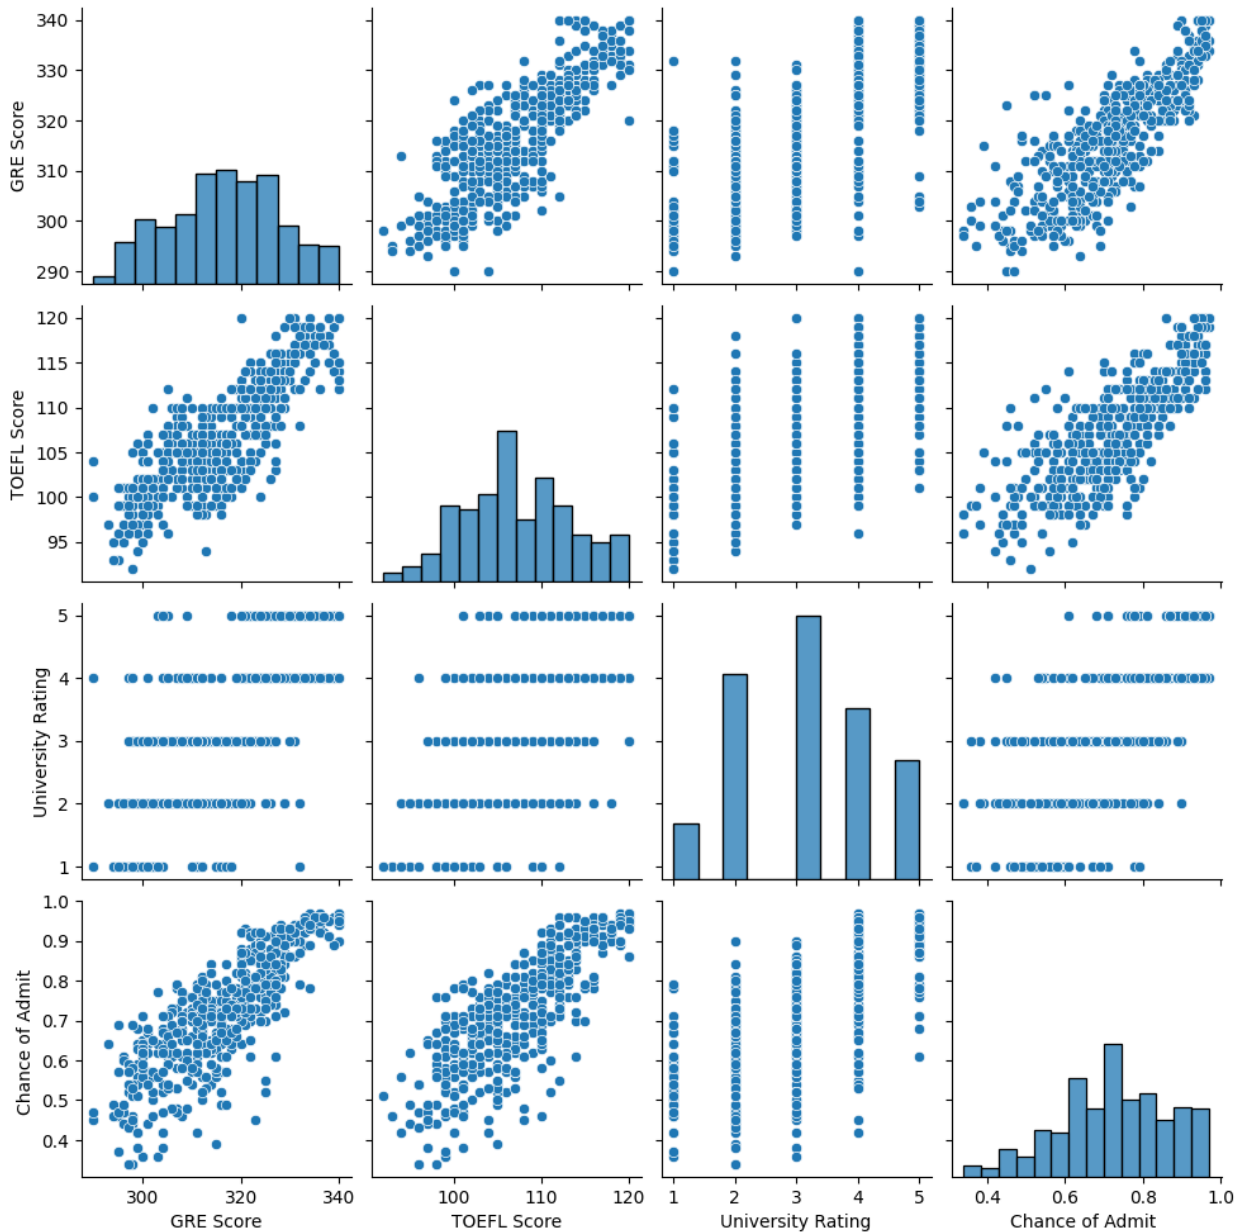 340
330
320
310
300
290
GRE Score
120
115
110
105
100
95
TOEFL Score
5
4
3
2
1
University Rating
1.0
0.9
0.8
0.7
0.6
0.5
0.4
Chance of Admit
300 320 340
GRE Score
100 110 120
TOEFL Score
1 2 3 4 5
University Rating
0.4 0.6 0.8 1.0
Chance of Admit